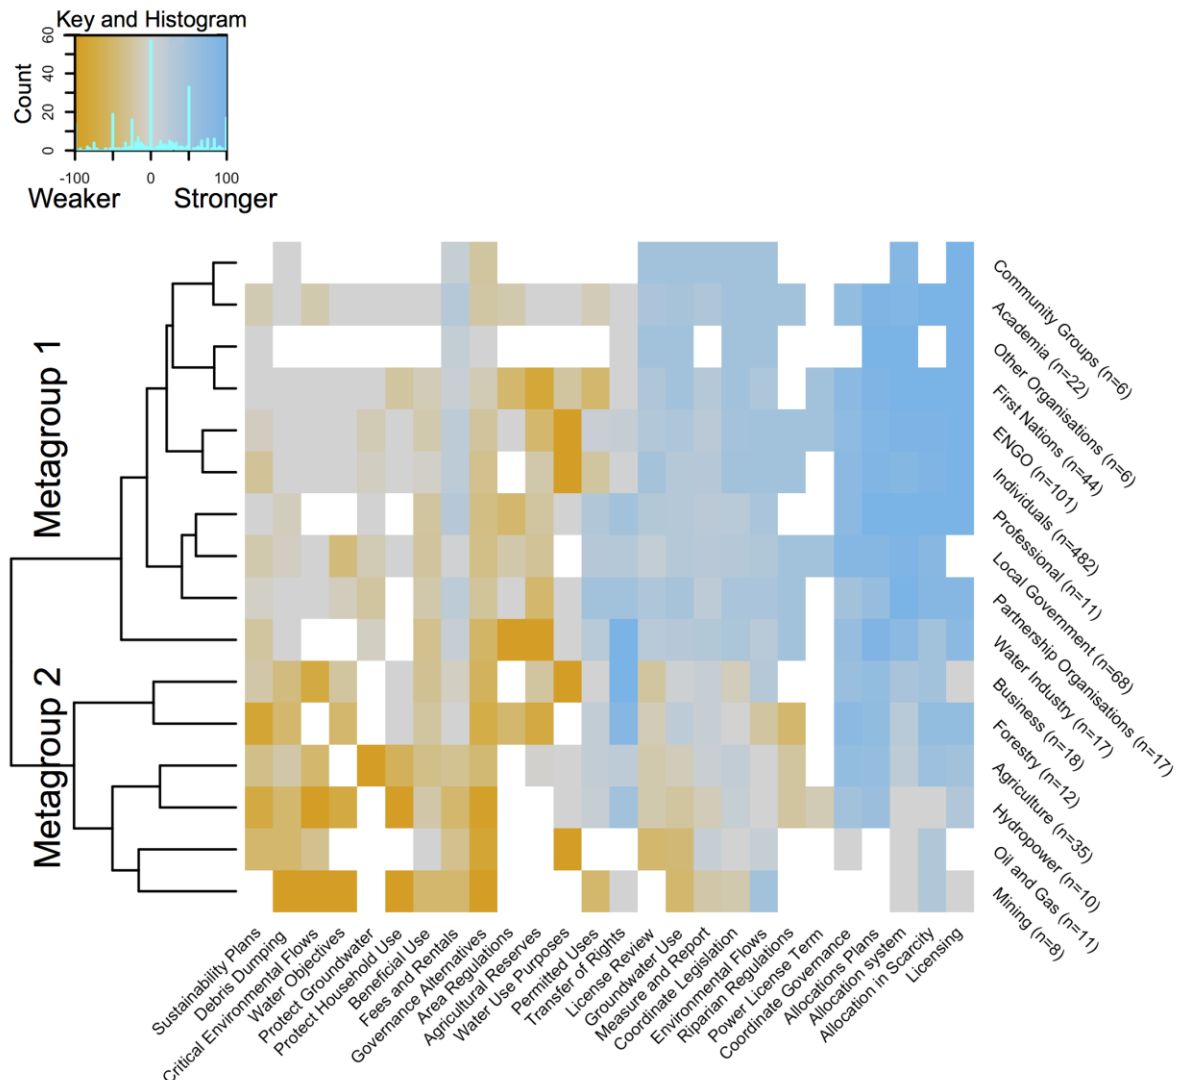 Key and Histogram
Count
0
20
40
60
-100
0
100
Weaker
Stronger
Metagroup 1
Metagroup 2
Community Groups (n=6)
Academia (n=22)
Other Organisations (n=6)
First Nations (n=44)
ENGO (n=101)
Individuals (n=482)
Professional (n=11)
Local Government (n=68)
Partnership Organisations (n=17)
Water Industry (n=17)
Business (n=18)
Forestry (n=12)
Agriculture (n=35)
Hydropower (n=10)
Oil and Gas (n=11)
Mining (n=8)
Sustainability Plans
Debris Dumping
Critical Environmental Flows
Water Objectives
Protect Groundwater
Protect Household Use
Beneficial Use
Fees and Rentals
Governance Alternatives
Area Regulations
Agricultural Reserves
Water Use Purposes
Permitted Uses
Transfer of Rights
License Review
Groundwater Use
Measure and Report
Coordinate Legislation
Environmental Flows
Riparian Regulations
Power License Term
Coordinate Governance
Allocations Plans
Allocation system
Allocation in Scarcity
Licensing